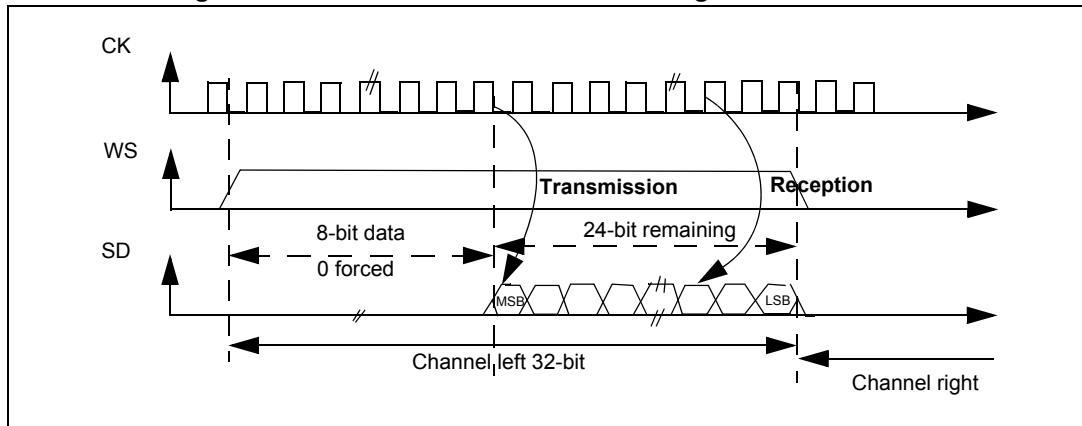 CK
WS
Transmission
Reception
8-bit data
0 forced
24-bit remaining
SD
MSB
LSB
Channel left 32-bit
Channel right